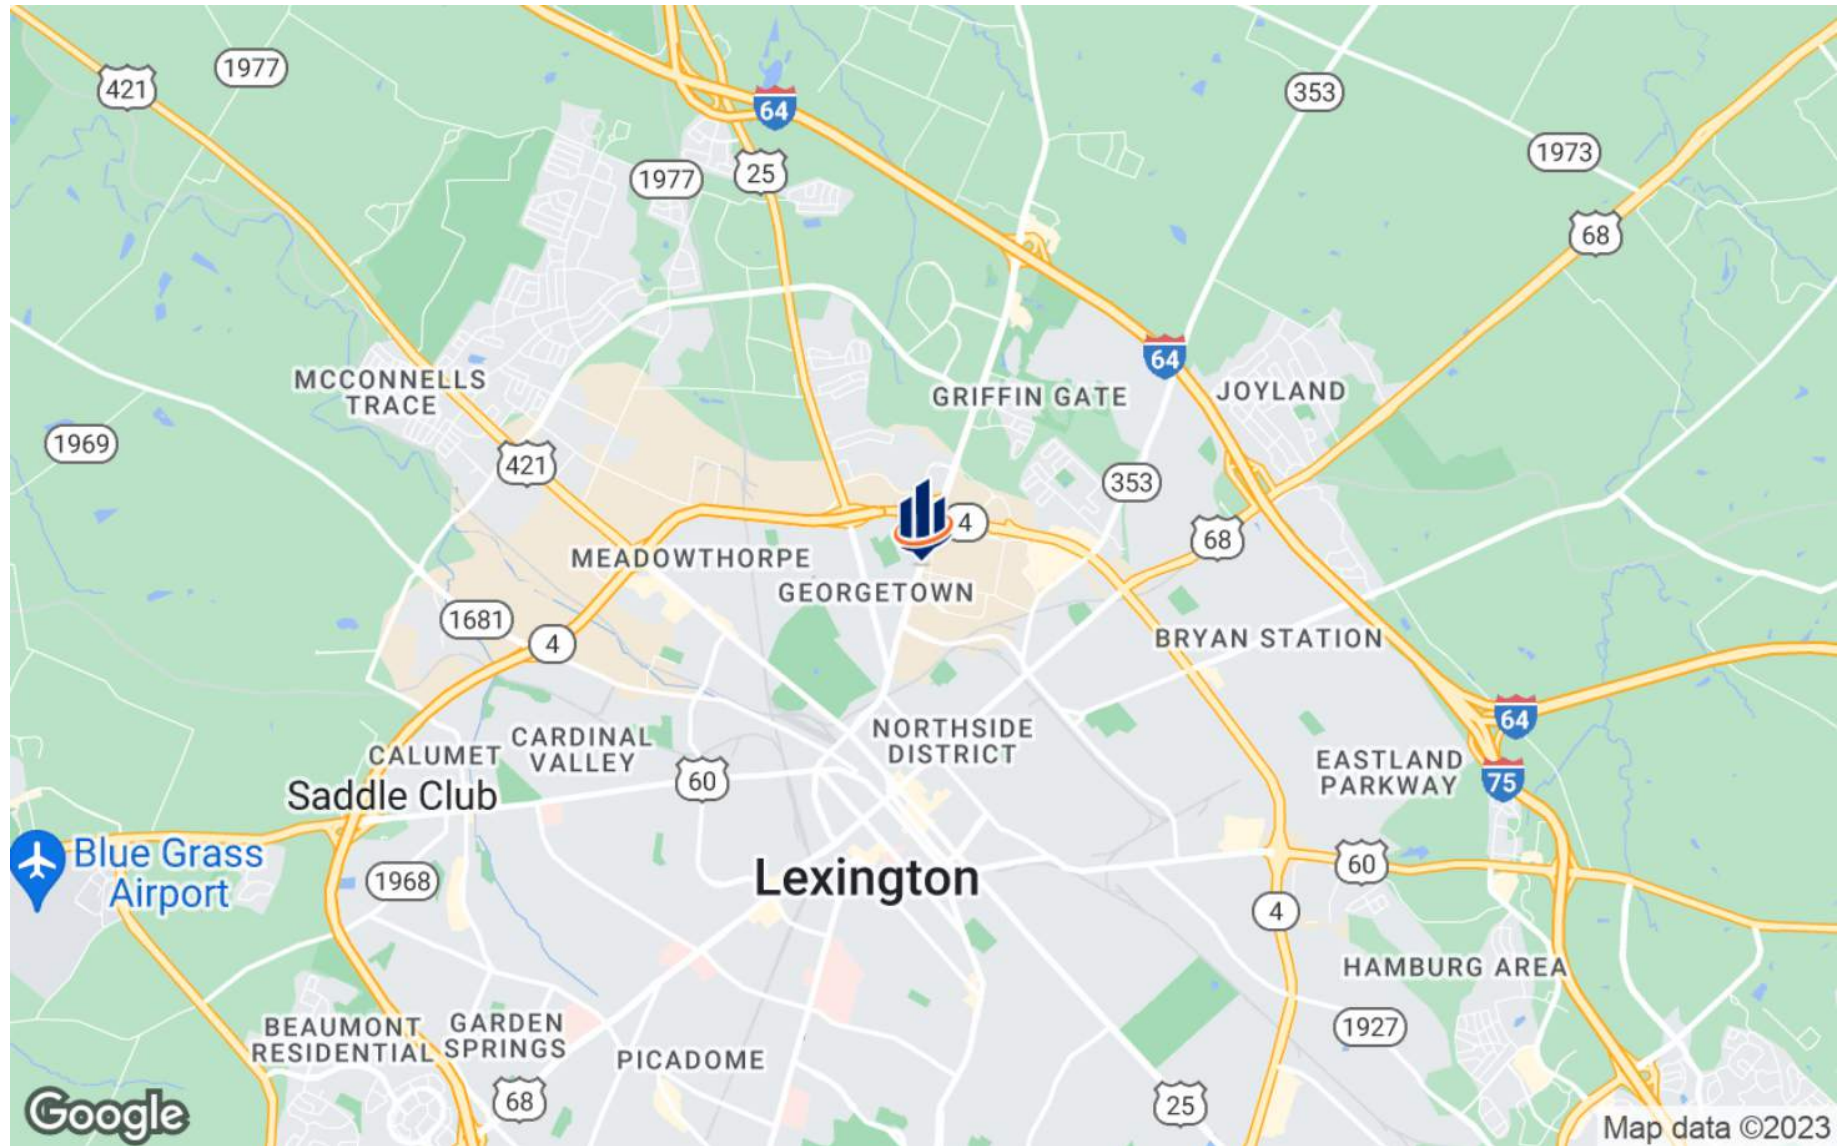 1977
421
64
353
1973
1977
25
68
64
MCCONNELLS
TRACE
GRIFFIN GATE
JOYLAND
1969
421
353
4
68
MEADOWTHORPE
GEORGETOWN
1681
4
BRYAN STATION
64
NORTHSIDE
DISTRICT
CARDINAL
VALLEY
CALUMET
60
EASTLAND
PARKWAY
75
Saddle Club
Blue Grass
Airport
1968
Lexington
60
4
HAMBURG AREA
1927
BEAUMONT
RESIDENTIAL
GARDEN
SPRINGS
PICADOME
68
25
Google
Map data ©2023